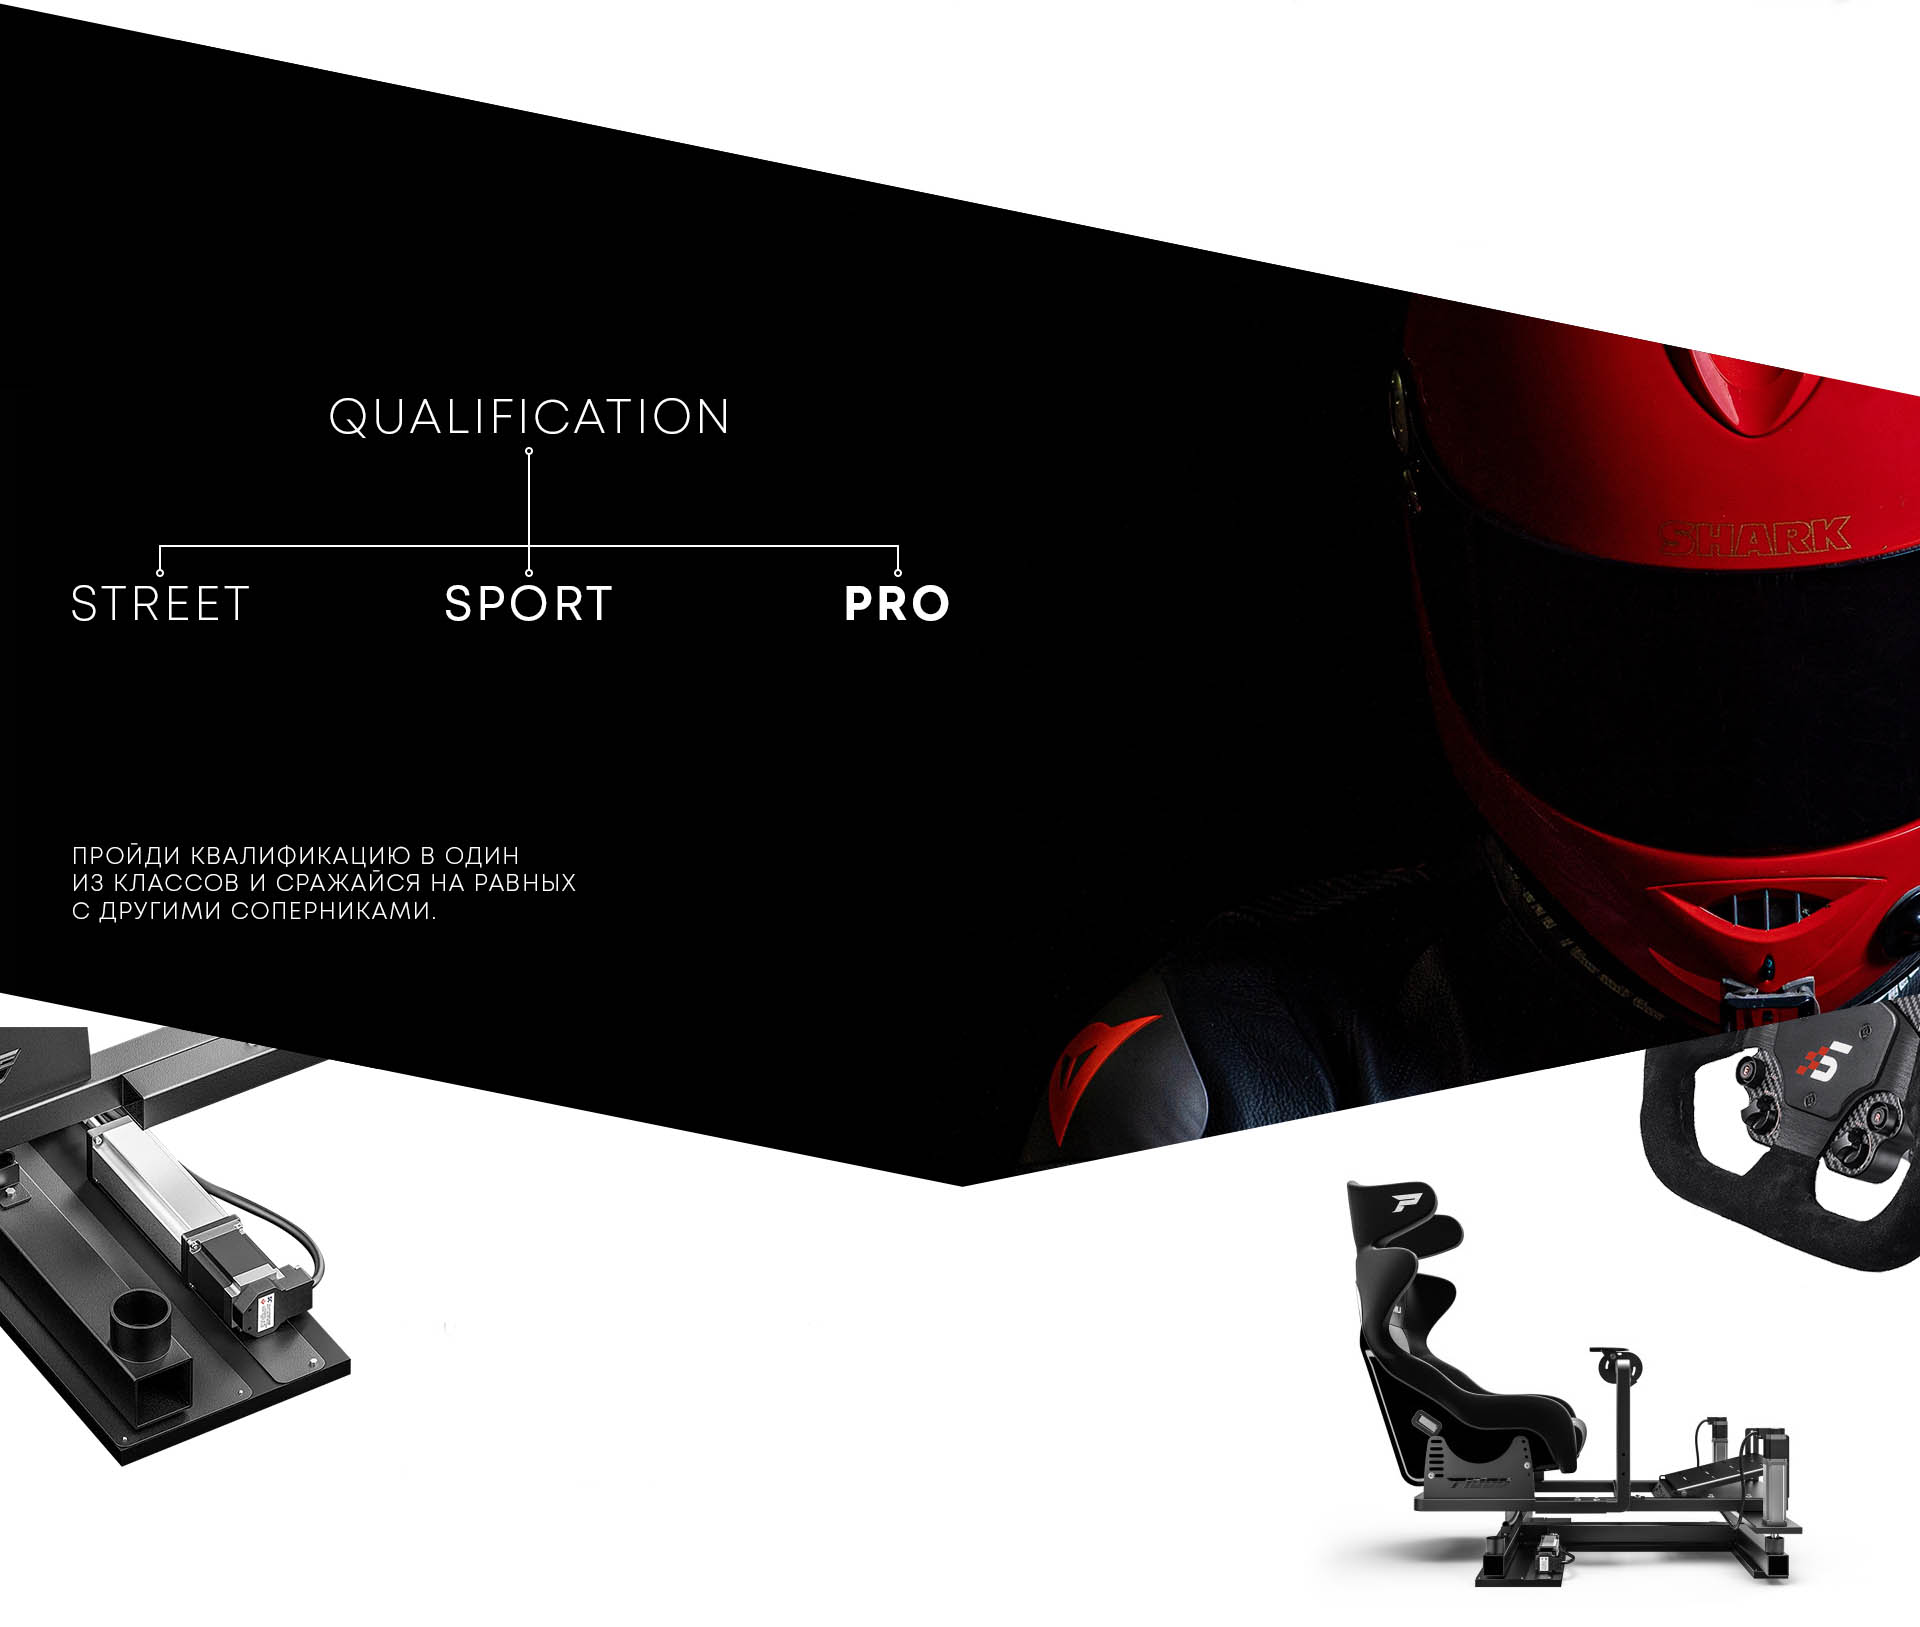 QUALIFICATION
STREET SPORT PRO
SHARK
ПРОЙДИ КВАЛИФИКАЦИЮ В ОДИН
ИЗ КЛАССОВ И СРАЖАЙСЯ НА РАВНЫХ
С ДРУГИМИ СОПЕРНИКАМИ.